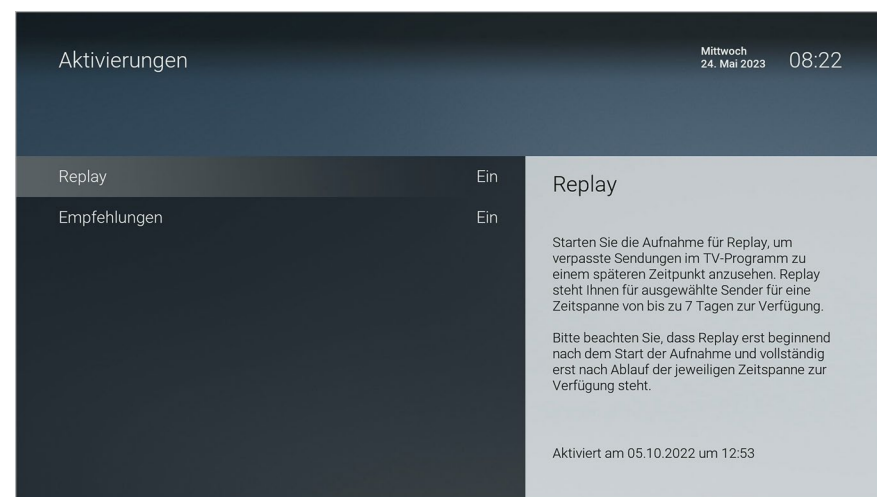 Aktivierungen
Mittwoch
24. Mai 2023
08:22
Replay Ein
Empfehlungen Ein
Replay
Starten Sie die Aufnahme für Replay, um
verpasste Sendungen im TV-Programm zu
einem späteren Zeitpunkt anzusehen. Replay
steht Ihnen für ausgewählte Sender für eine
Zeitspanne von bis zu 7 Tagen zur Verfügung.
Bitte beachten Sie, dass Replay erst beginnend
nach dem Start der Aufnahme und vollständig
erst nach Ablauf der jeweiligen Zeitspanne zur
Verfügung steht.
Aktiviert am 05.10.2022 um 12:53